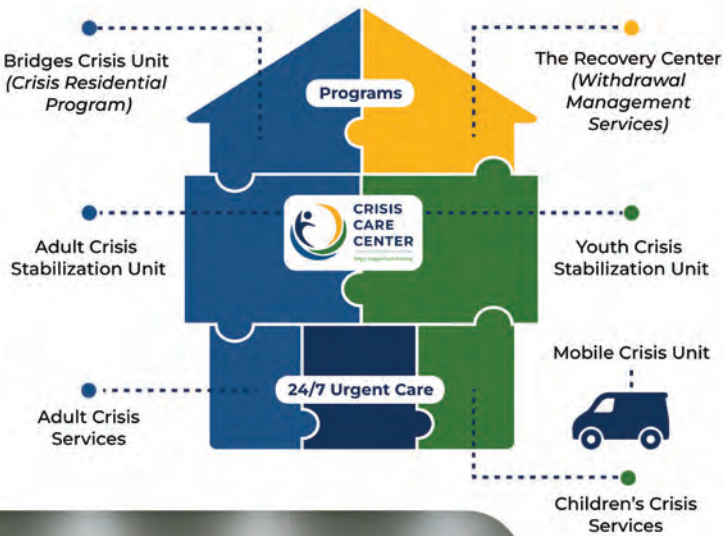 Bridges Crisis Unit
(Crisis Residential
Program)
Programs
The Recovery Center
(Withdrawal
Management
Services)
CRISIS
CARE
CENTER
Adult Crisis
Stabilization Unit
Youth Crisis
Stabilization Unit
24/7 Urgent Care
Mobile Crisis Unit
Adult Crisis
Services
Children's Crisis
Services